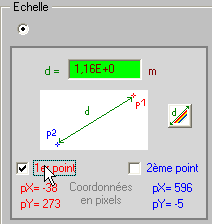 Echelle
d = 1,16E+0 m
p1
d
p2
d
1er point 2ème point
pX= -38 Coordonnées pX= 596
pY= 273 en pixels pY= -5